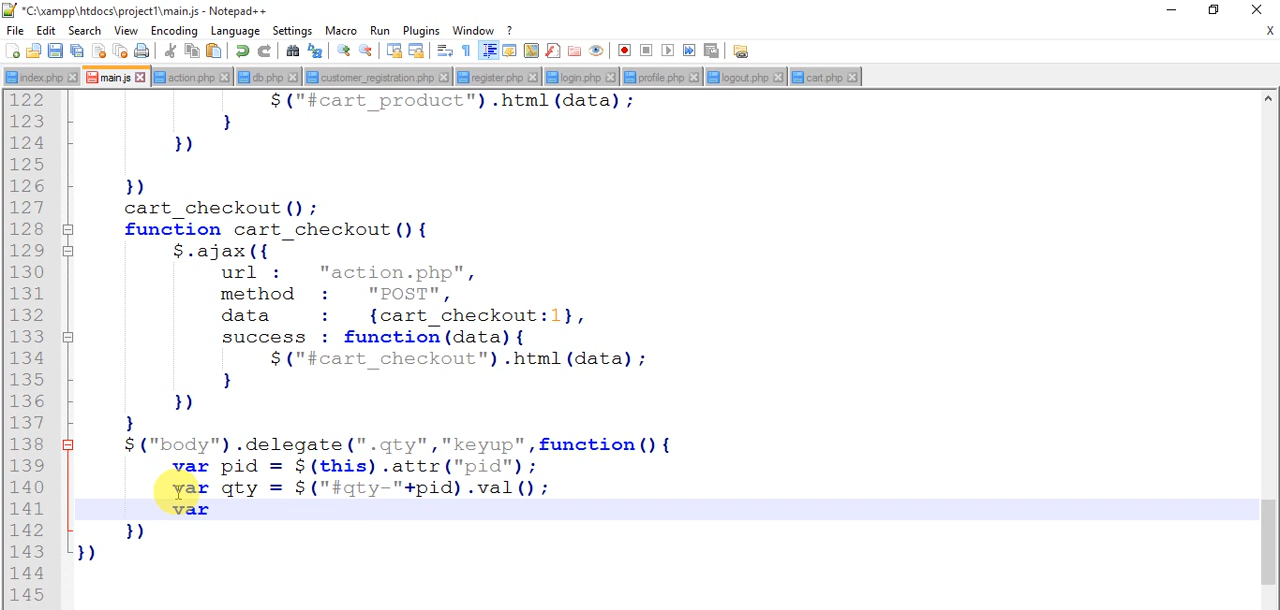 *C:\xampp\htdocs\project1\main.js - Notepad++
File Edit Search View Encoding Language Settings Macro Run Plugins Window ? X
index.php main.js action.php db.php customer_registration.php register.php login.php profile.php logout.php cart.php
122 $("#cart_product").html(data);
123 }
124 })
125
126 })
127 cart_checkout();
128 function cart_checkout(){
129 $.ajax({
130 url : "action.php",
131 method : "POST",
132 data : {cart_checkout:1},
133 success : function(data){
134 $("#cart_checkout").html(data);
135 }
136 })
137 }
138 $("body").delegate(".qty","keyup",function(){
139 var pid = $(this).attr("pid");
140 var qty = $("#qty-"+pid).val();
141 var
142 })
143 })
144
145